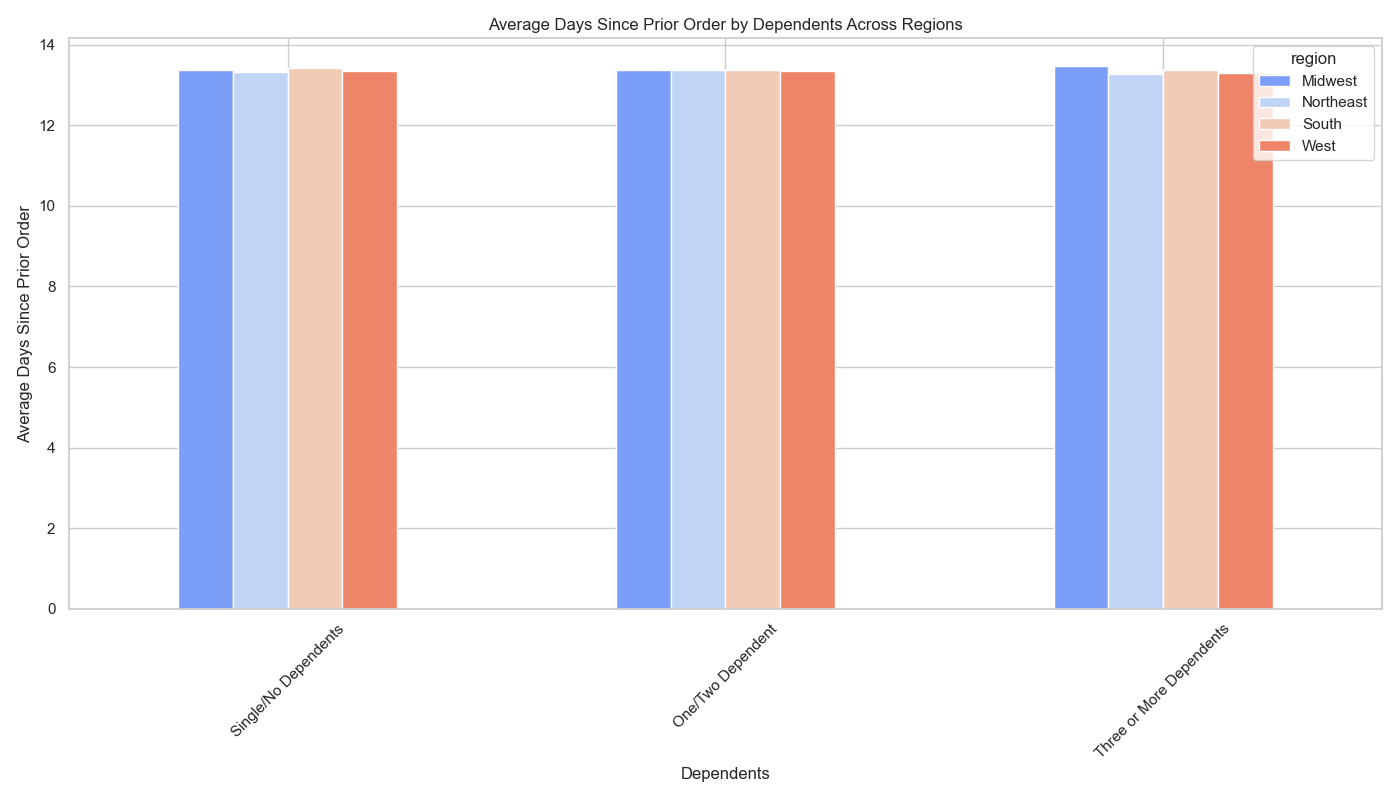 Average Days Since Prior Order by Dependents Across Regions
14
12
10
8
6
4
2
0
Average Days Since Prior Order
region
Midwest
Northeast
South
West
Single/No Dependents
One/Two Dependent
Three or More Dependents
Dependents